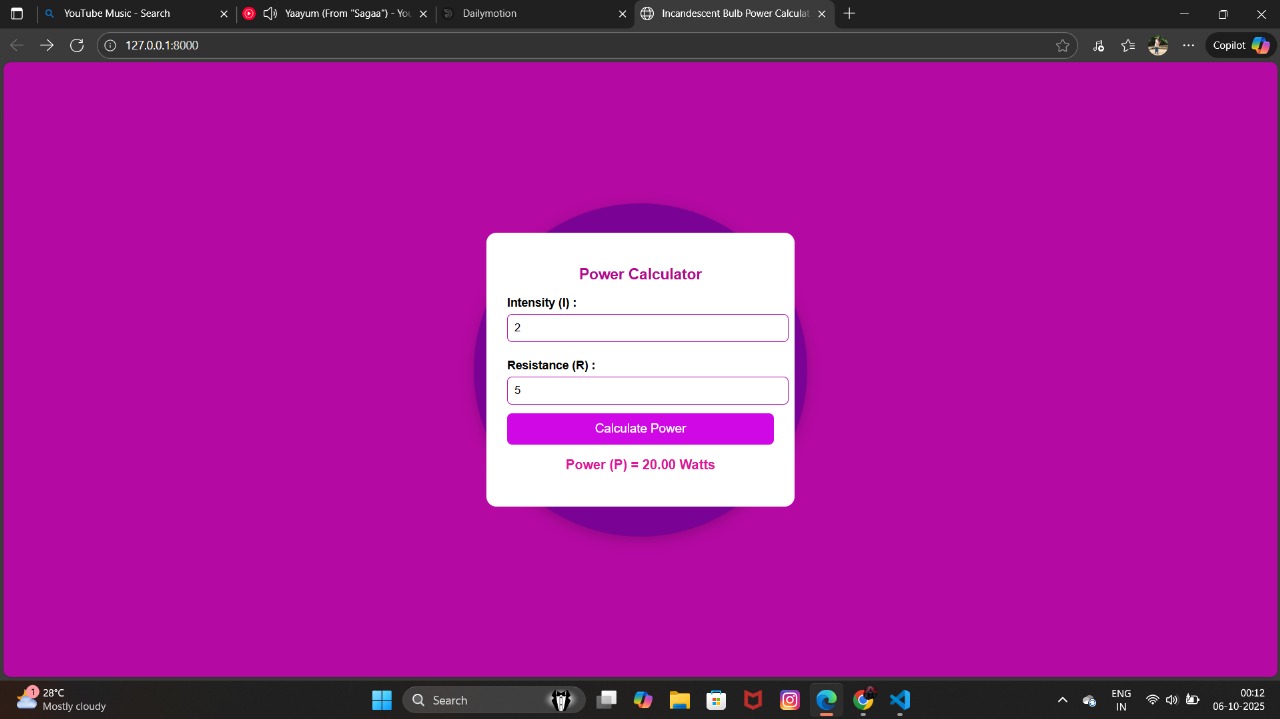 YouTube Music - Search
Yaayum (From "Sagaa") - You
Dailymotion
Incandescent Bulb Power Calculat
127.0.0.1:8000
Copilot
Power Calculator
Intensity (I) :
2
Resistance (R) :
5
Calculate Power
Power (P) = 20.00 Watts
1
28°C
Mostly cloudy
Search
ENG
IN
00:12
06-10-2025